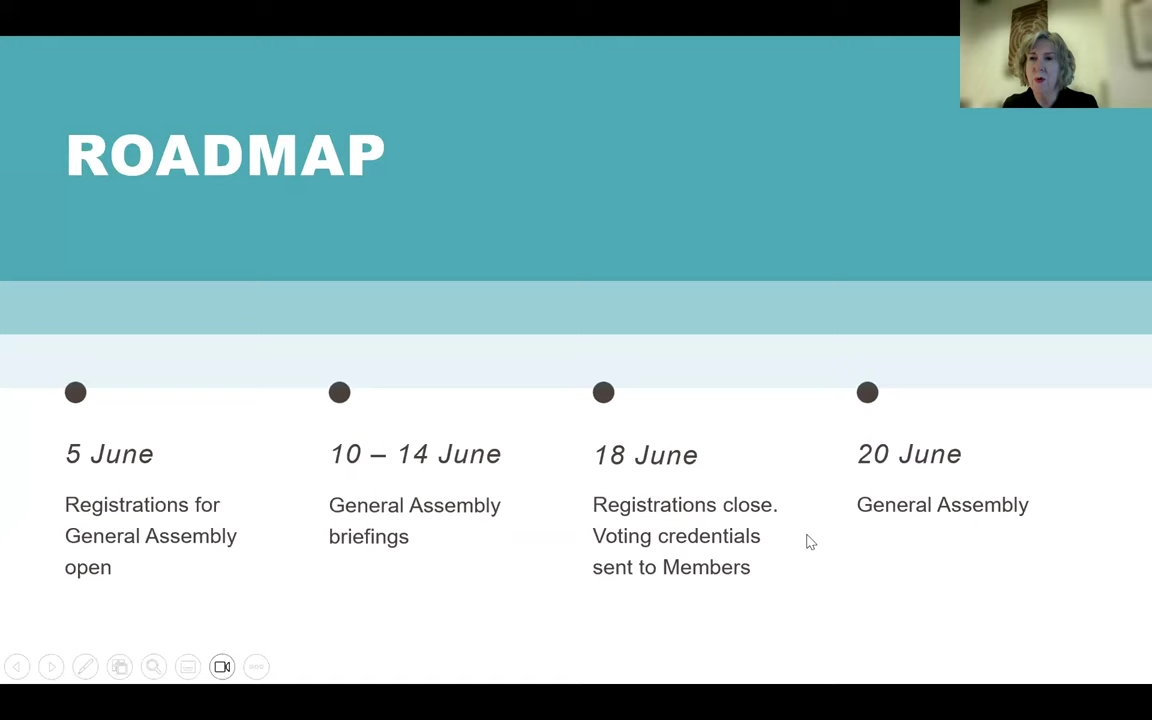 ROADMAP
5 June
Registrations for
General Assembly
open
10 – 14 June
General Assembly
briefings
18 June
Registrations close.
Voting credentials
sent to Members
20 June
General Assembly